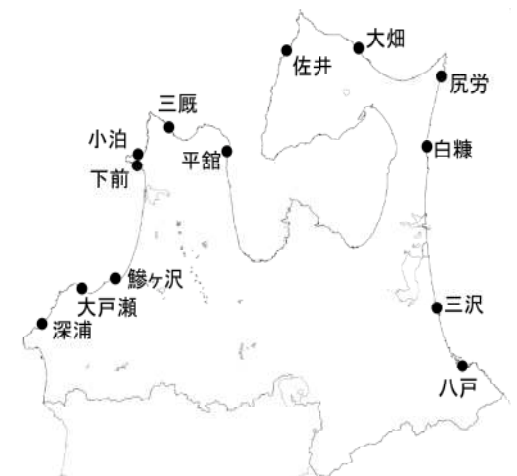 大畑
佐井
尻労
三厩
小泊
平舘
白糠
下前
鰺ヶ沢
大戸瀬
三沢
深浦
八戸